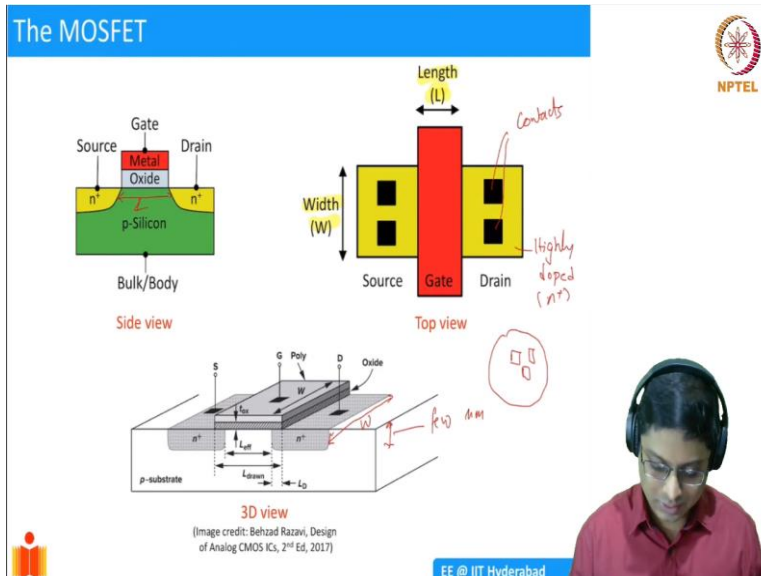 The MOSFET
NPTEL
Gate
Source
Drain
Metal
Oxide
n+
n+
L
p-Silicon
Bulk/Body
Side view
Length
(L)
Contacts
Width
(W)
Source
Gate
Drain
Highly
doped
(n+)
Top view
S
G
Poly
D
Oxide
W
tox
n+
n+
Leff
Ldrawn
LD
p-substrate
W
few nm
3D view
(Image credit: Behzad Razavi, Design
of Analog CMOS ICs, 2nd Ed, 2017)
EE @ IIT Hyderabad